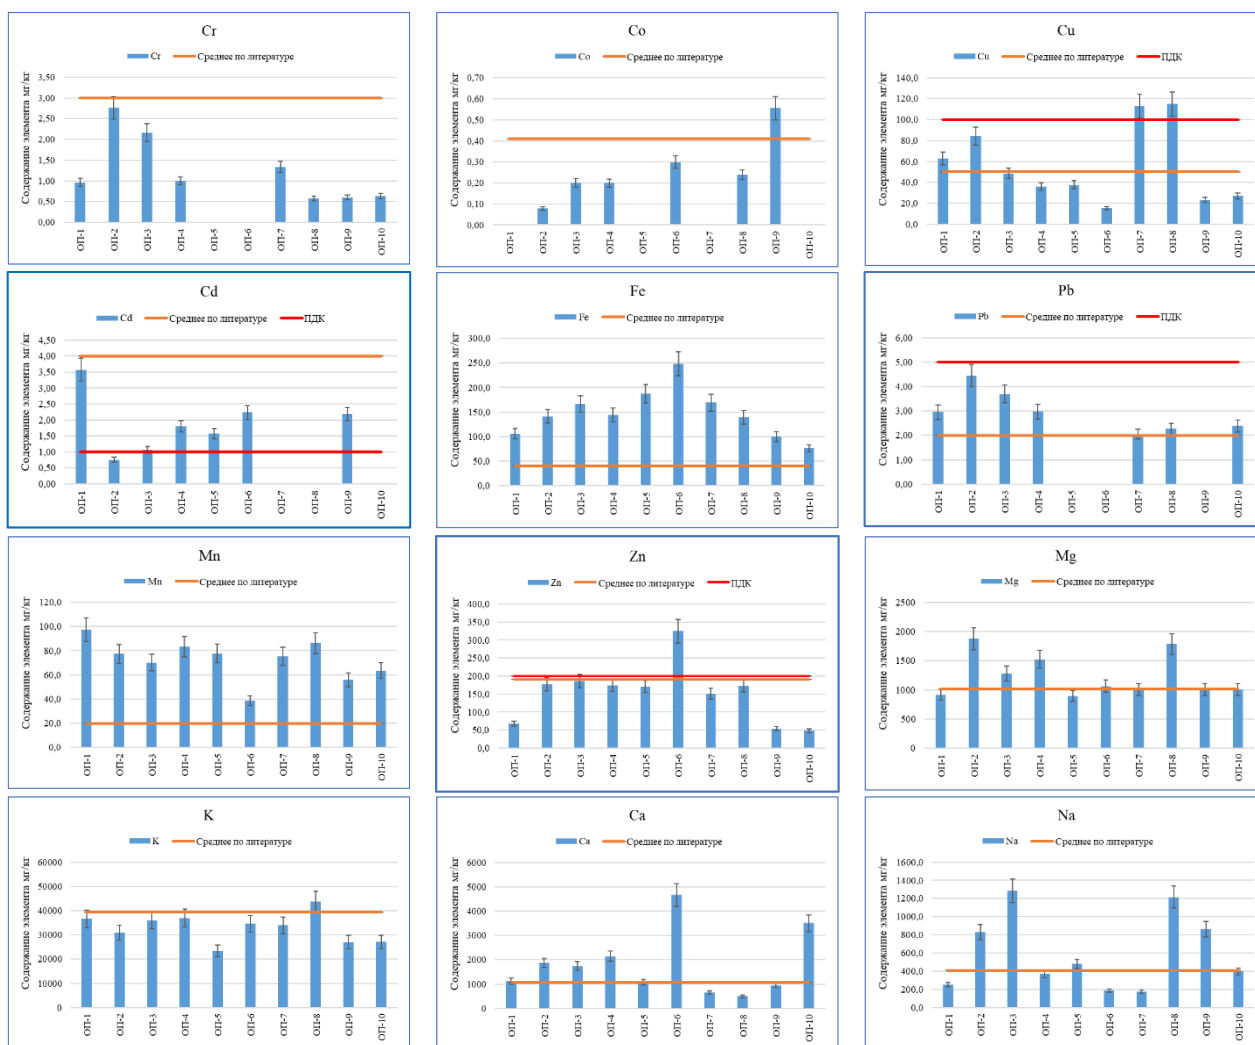 Cr
Cr Среднее по литературе
Содержание элемента мг/кг
3,50
3,00
2,50
2,00
1,50
1,00
0,50
0,00
ОП-1 ОП-2 ОП-3 ОП-4 ОП-5 ОП-6 ОП-7 ОП-8 ОП-9 ОП-10
Co
Co Среднее по литературе
Содержание элемента мг/кг
0,70
0,60
0,50
0,40
0,30
0,20
0,10
0,00
ОП-1 ОП-2 ОП-3 ОП-4 ОП-5 ОП-6 ОП-7 ОП-8 ОП-9 ОП-10
Cu
Cu Среднее по литературе ПДК
Содержание элемента мг/кг
140,0
120,0
100,0
80,0
60,0
40,0
20,0
0,0
ОП-1 ОП-2 ОП-3 ОП-4 ОП-5 ОП-6 ОП-7 ОП-8 ОП-9 ОП-10
Cd
Cd Среднее по литературе ПДК
Содержание элемента мг/кг
4,50
4,00
3,50
3,00
2,50
2,00
1,50
1,00
0,50
0,00
ОП-1 ОП-2 ОП-3 ОП-4 ОП-5 ОП-6 ОП-7 ОП-8 ОП-9 ОП-10
Fe
Fe Среднее по литературе
Содержание элемента мг/кг
300,0
250,0
200,0
150,0
100,0
50,0
0,0
ОП-1 ОП-2 ОП-3 ОП-4 ОП-5 ОП-6 ОП-7 ОП-8 ОП-9 ОП-10
Pb
Pb Среднее по литературе ПДК
Содержание элемента мг/кг
6,00
5,00
4,00
3,00
2,00
1,00
0,00
ОП-1 ОП-2 ОП-3 ОП-4 ОП-5 ОП-6 ОП-7 ОП-8 ОП-9 ОП-10
Mn
Mn Среднее по литературе
Содержание элемента мг/кг
120,0
100,0
80,0
60,0
40,0
20,0
0,0
ОП-1 ОП-2 ОП-3 ОП-4 ОП-5 ОП-6 ОП-7 ОП-8 ОП-9 ОП-10
Zn
Zn Среднее по литературе ПДК
Содержание элемента мг/кг
400,0
350,0
300,0
250,0
200,0
150,0
100,0
50,0
0,0
ОП-1 ОП-2 ОП-3 ОП-4 ОП-5 ОП-6 ОП-7 ОП-8 ОП-9 ОП-10
Mg
Mg Среднее по литературе
Содержание элемента мг/кг
2500
2000
1500
1000
500
0
ОП-1 ОП-2 ОП-3 ОП-4 ОП-5 ОП-6 ОП-7 ОП-8 ОП-9 ОП-10
K
K Среднее по литературе
Содержание элемента мг/кг
60000
50000
40000
30000
20000
10000
0
ОП-1 ОП-2 ОП-3 ОП-4 ОП-5 ОП-6 ОП-7 ОП-8 ОП-9 ОП-10
Ca
Ca Среднее по литературе
Содержание элемента мг/кг
6000
5000
4000
3000
2000
1000
0
ОП-1 ОП-2 ОП-3 ОП-4 ОП-5 ОП-6 ОП-7 ОП-8 ОП-9 ОП-10
Na
Na Среднее по литературе
Содержание элемента мг/кг
1600,0
1400,0
1200,0
1000,0
800,0
600,0
400,0
200,0
0,0
ОП-1 ОП-2 ОП-3 ОП-4 ОП-5 ОП-6 ОП-7 ОП-8 ОП-9 ОП-10